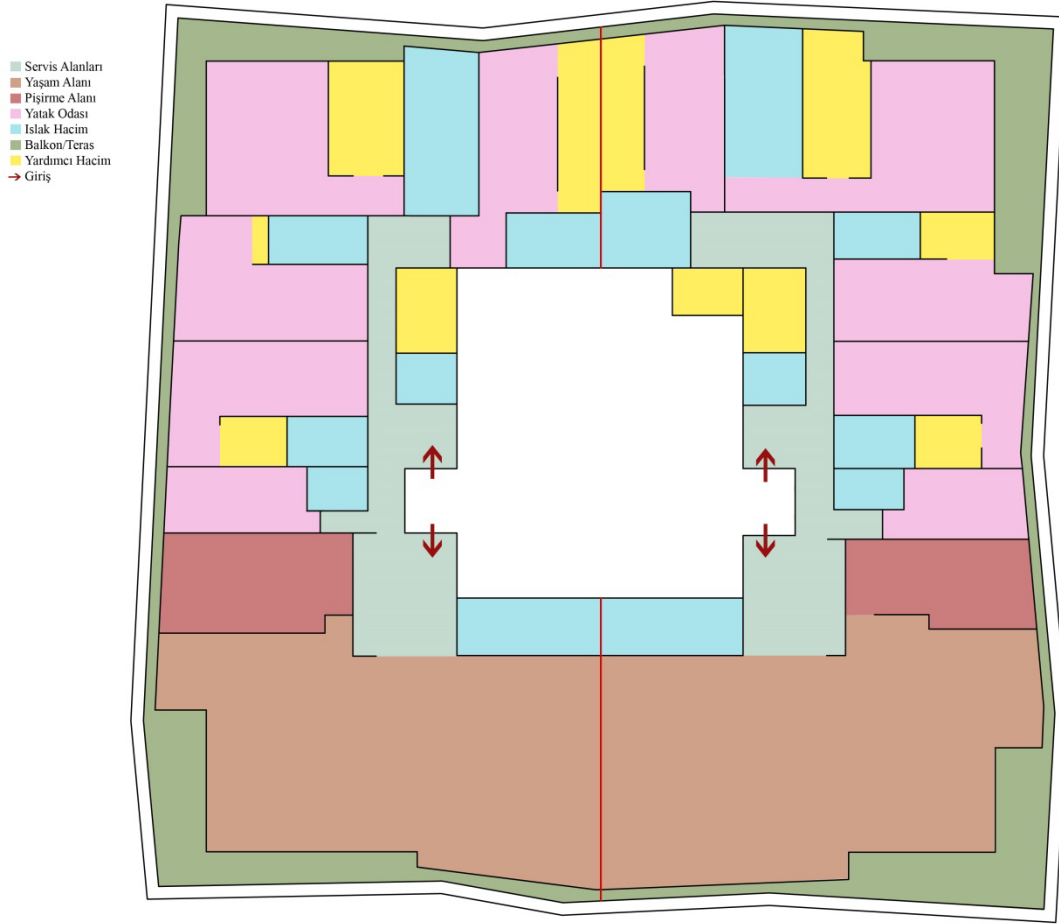 Servis Alanları
Yaşam Alanı
Pişirme Alanı
Yatak Odası
Islak Hacim
Balkon/Teras
Yardımcı Hacim
Giriş